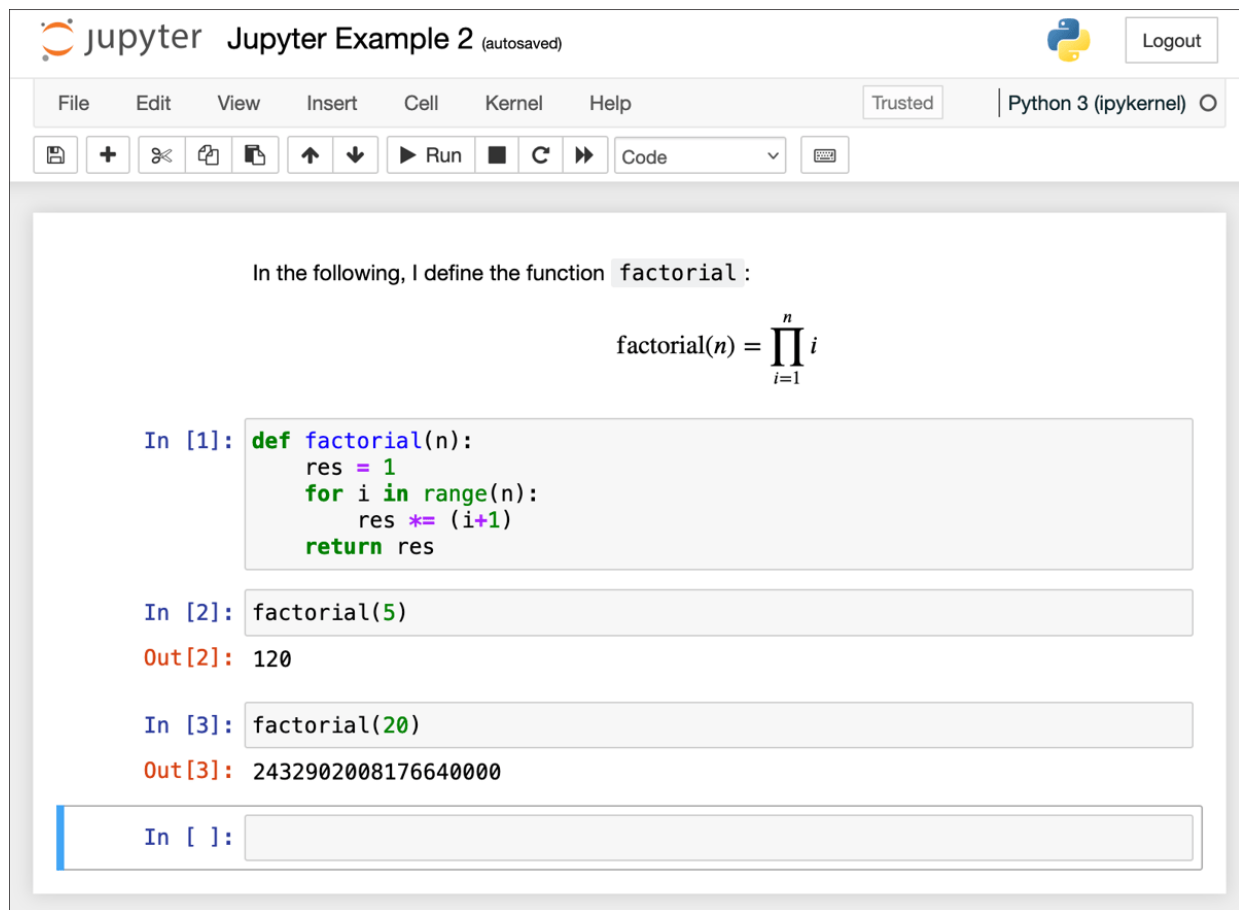 jupyter Jupyter Example 2 (autosaved) Logout
File Edit View Insert Cell Kernel Help Trusted Python 3 (ipykernel)
Run Code
In the following, I define the function factorial :
factorial(n) = ∏ⁿᵢ₌₁ i
In [1]: def factorial(n):
    res = 1
    for i in range(n):
        res *= (i+1)
    return res
In [2]: factorial(5)
Out[2]: 120
In [3]: factorial(20)
Out[3]: 2432902008176640000
In [ ]: